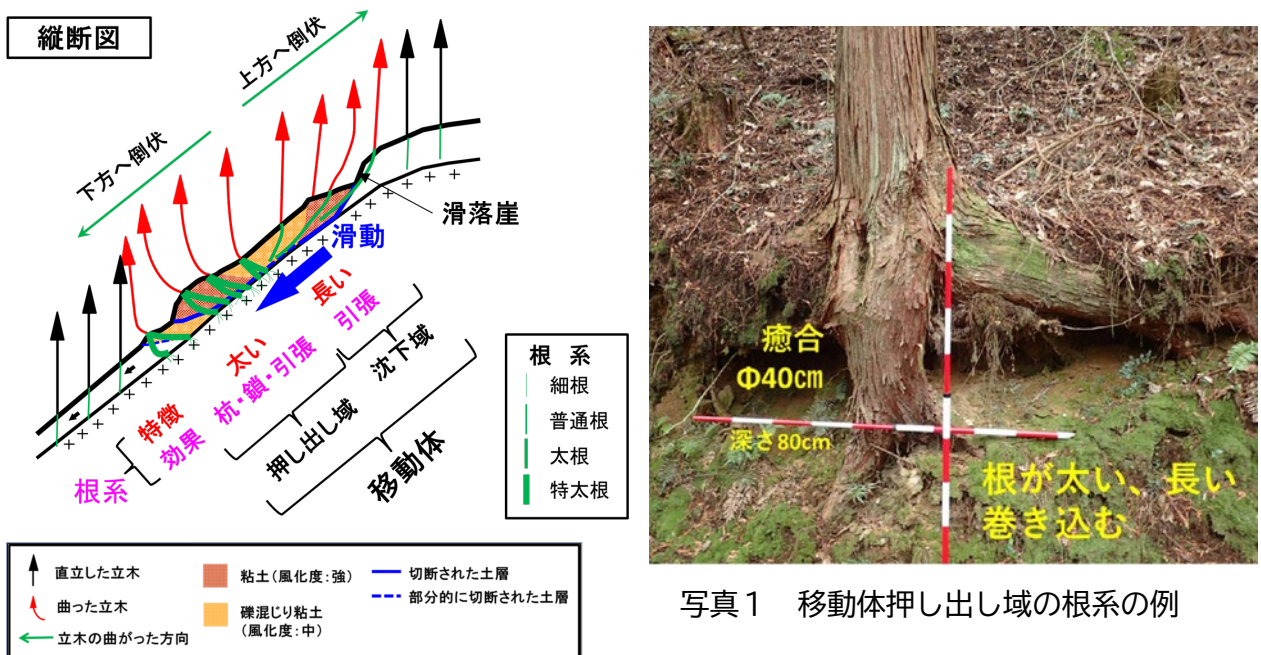 縦断図
上方へ倒伏
下方へ倒伏
滑落崖
滑動
長い
引張
太い
杭・鎖・引張
特徴
効果
根系
沈下域
押し出し域
移動体
根 系
細根
普通根
太根
特太根
直立した立木
曲った立木
立木の曲がった方向
粘土(風化度:強)
礫混じり粘土
(風化度:中)
切断された土層
部分的に切断された土層
癒合
Φ40cm
深さ80cm
根が太い、長い
巻き込む
写真1 移動体押し出し域の根系の例